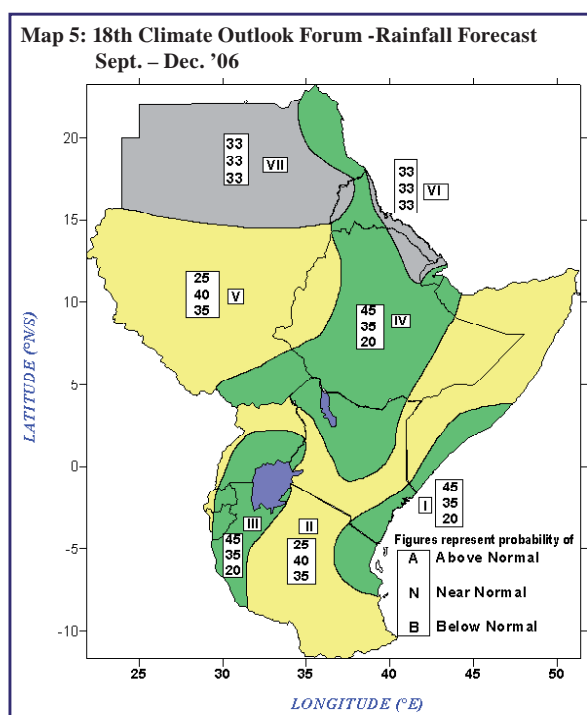 Map 5: 18th Climate Outlook Forum -Rainfall Forecast
Sept. – Dec. '06
20
15
10
5
0
-5
-10
LATITUDE (°N/S)
33
33
33
VII
33
33
33
VI
25
40
35
V
45
35
20
IV
45
35
20
I
III
45
35
20
II
25
40
35
Figures represent probability of
A Above Normal
N Near Normal
B Below Normal
25 30 35 40 45 50
LONGITUDE (°E)